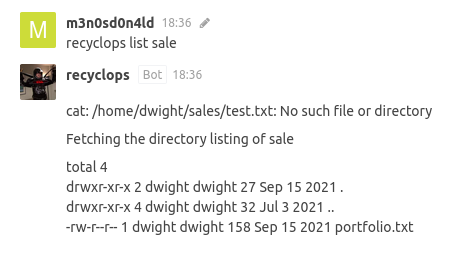 M
m3n0sd0n4ld 18:36
recyclops list sale
recyclops Bot 18:36
cat: /home/dwight/sales/test.txt: No such file or directory
Fetching the directory listing of sale
total 4
drwxr-xr-x 2 dwight dwight 27 Sep 15 2021 .
drwxr-xr-x 4 dwight dwight 32 Jul 3 2021 ..
-rw-r--r-- 1 dwight dwight 158 Sep 15 2021 portfolio.txt